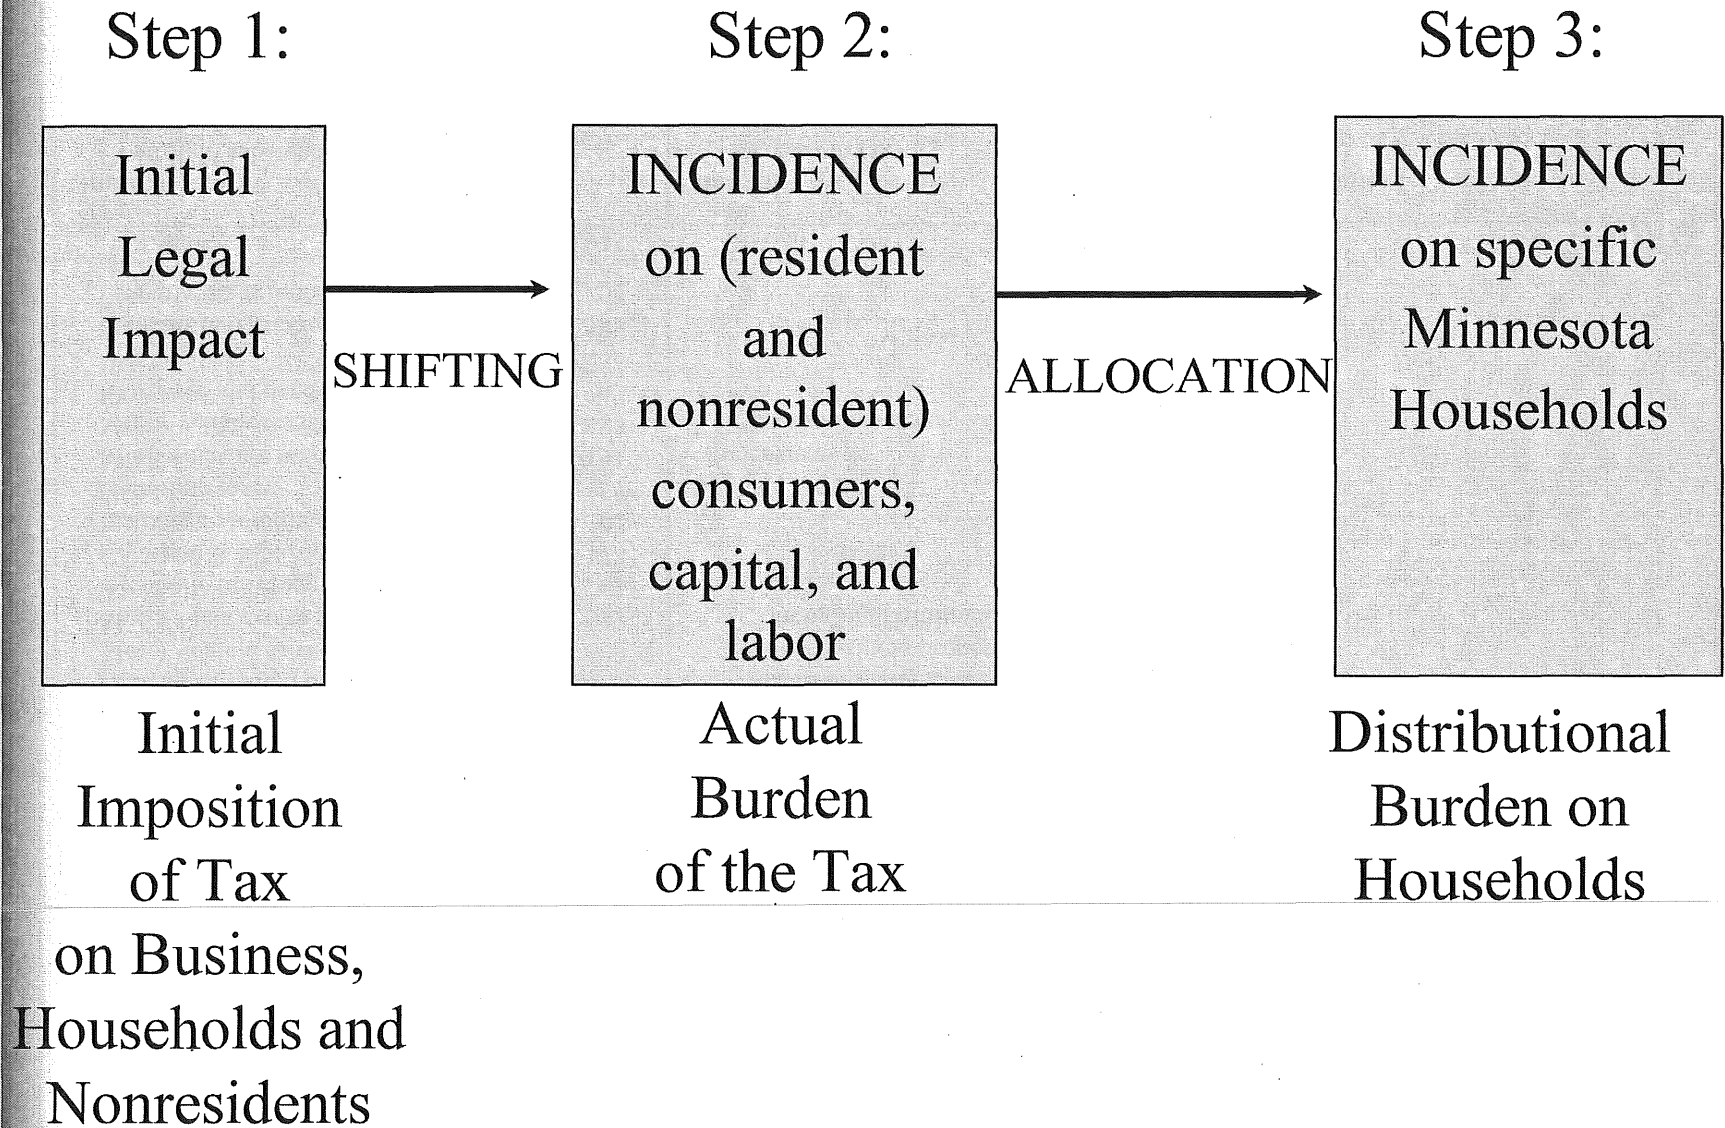 Step 1:
Initial
Legal
Impact
Initial
Imposition
of Tax
on Business,
Households and
Nonresidents
SHIFTING
Step 2:
INCIDENCE
on (resident
and
nonresident)
consumers,
capital, and
labor
Actual
Burden
of the Tax
ALLOCATION
Step 3:
INCIDENCE
on specific
Minnesota
Households
Distributional
Burden on
Households